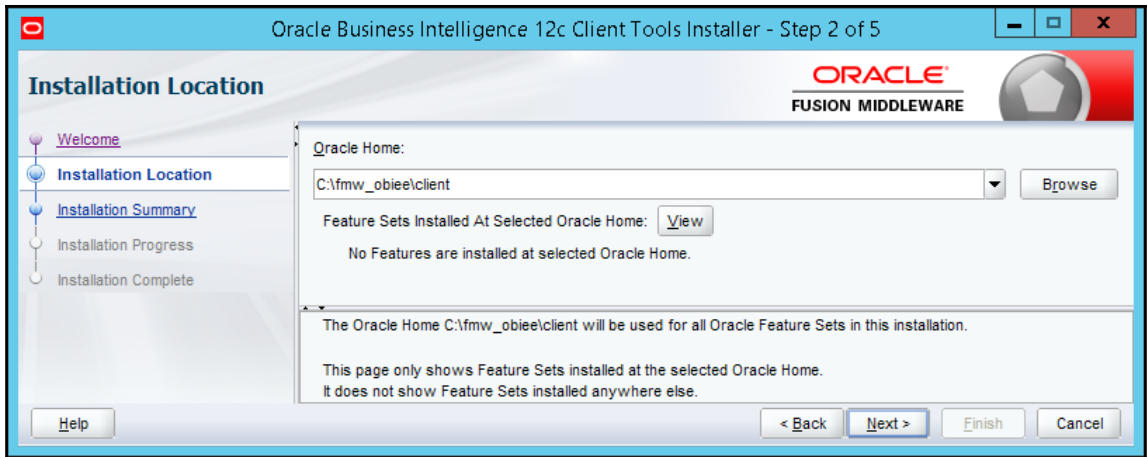 Oracle Business Intelligence 12c Client Tools Installer - Step 2 of 5
Installation Location
ORACLE
FUSION MIDDLEWARE
Welcome
Installation Location
Installation Summary
Installation Progress
Installation Complete
Oracle Home:
C:\fmw_obiee\client
Browse
Feature Sets Installed At Selected Oracle Home:
View
No Features are installed at selected Oracle Home.
The Oracle Home C:\fmw_obiee\client will be used for all Oracle Feature Sets in this installation.
This page only shows Feature Sets installed at the selected Oracle Home.
It does not show Feature Sets installed anywhere else.
Help
< Back
Next >
Finish
Cancel